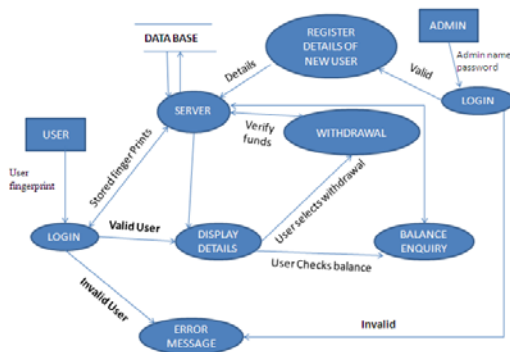 DATA BASE
REGISTER
DETAILS OF
NEW USER
ADMIN
Admin name
password
Details
Valid
LOGIN
SERVER
Verify
funds
WITHDRAWAL
USER
User
fingerprint
Stored finger Prints
User selects withdrawal
LOGIN
Valid User
DISPLAY
DETAILS
BALANCE
ENQUIRY
User Checks balance
Invalid User
Invalid
ERROR
MESSAGE